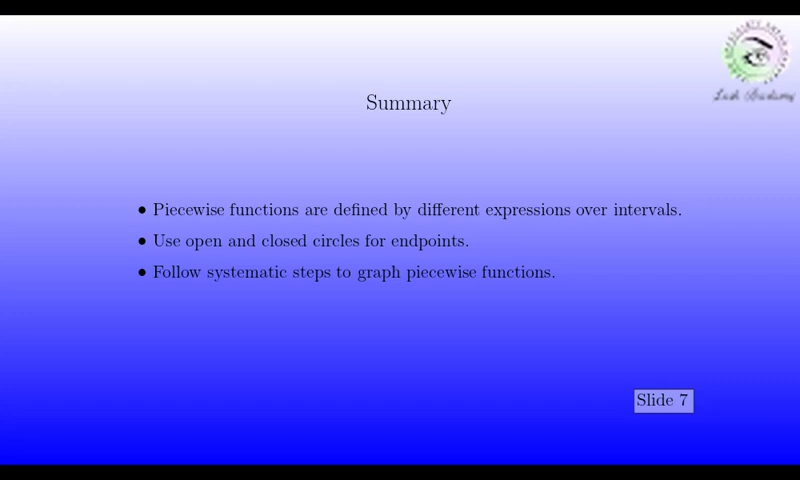 Summary
• Piecewise functions are defined by different expressions over intervals.
• Use open and closed circles for endpoints.
• Follow systematic steps to graph piecewise functions.
Slide 7